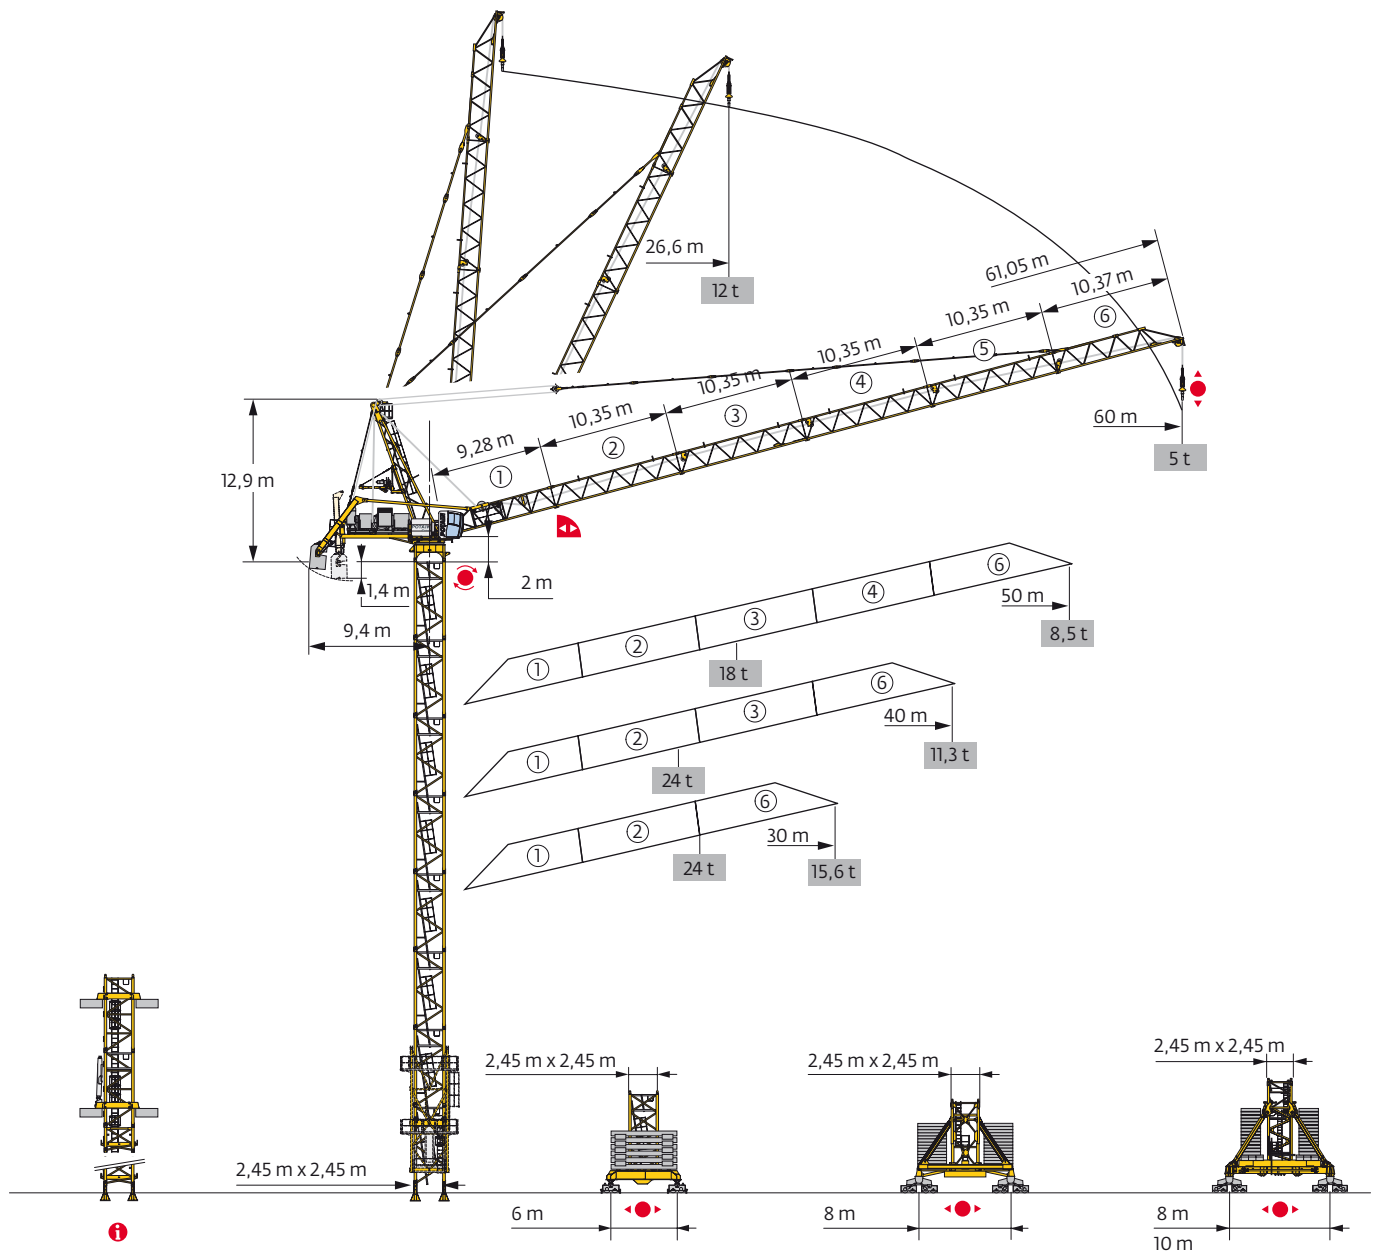 26,6 m
12 t
61,05 m
10,37 m
10,35 m
⑥
10,35 m
⑤
10,35 m
④
10,35 m
③
9,28 m
②
①
60 m
5 t
12,9 m
1,4 m
2 m
9,4 m
① ② ③ ④ ⑥
50 m
18 t
8,5 t
① ② ③ ⑥
40 m
24 t
11,3 t
① ② ⑥
30 m
24 t
15,6 t
2,45 m x 2,45 m
2,45 m x 2,45 m
6 m
2,45 m x 2,45 m
8 m
2,45 m x 2,45 m
8 m
10 m
i